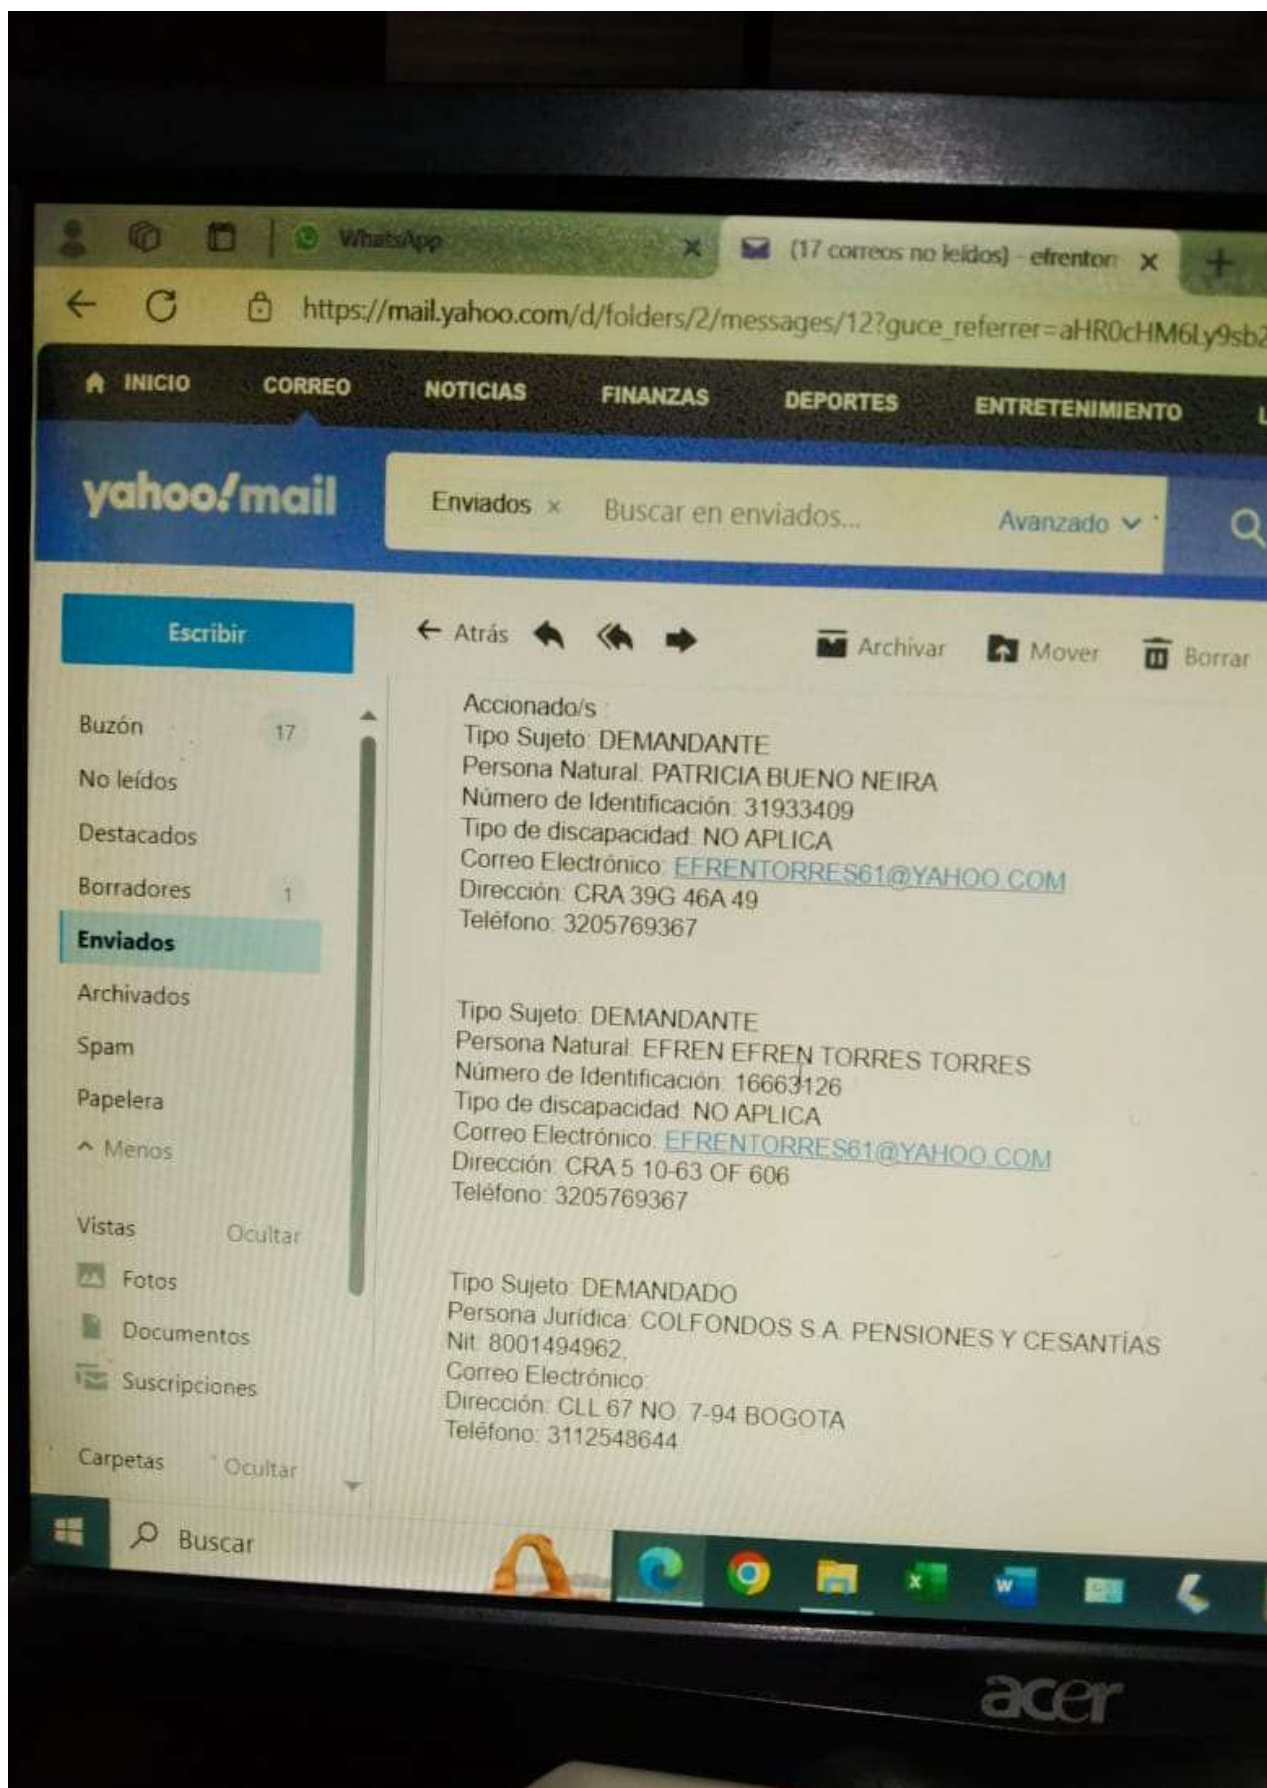 WhatsApp
(17 correos no leídos) - efrentorr
https://mail.yahoo.com/d/folders/2/messages/12?guce_referrer=aHR0cHM6Ly9sb2
INICIO CORREO NOTICIAS FINANZAS DEPORTES ENTRETENIMIENTO
yahoo!mail
Enviados × Buscar en enviados... Avanzado
Escribir
← Atrás Archivar Mover Borrar
Buzón 17
No leídos
Destacados
Borradores 1
Enviados
Archivados
Spam
Papelera
Menos
Vistas Ocultar
Fotos
Documentos
Suscripciones
Carpetas Ocultar
Accionado/s :
Tipo Sujeto: DEMANDANTE
Persona Natural: PATRICIA BUENO NEIRA
Número de Identificación: 31933409
Tipo de discapacidad: NO APLICA
Correo Electrónico: EFRENTORRES61@YAHOO.COM
Dirección: CRA 39G 46A 49
Teléfono: 3205769367
Tipo Sujeto: DEMANDANTE
Persona Natural: EFREN EFREN TORRES TORRES
Número de Identificación: 16663126
Tipo de discapacidad: NO APLICA
Correo Electrónico: EFRENTORRES61@YAHOO.COM
Dirección: CRA 5 10-63 OF 606
Teléfono: 3205769367
Tipo Sujeto: DEMANDADO
Persona Jurídica: COLFONDOS S.A. PENSIONES Y CESANTÍAS
Nit: 8001494962,
Correo Electrónico:
Dirección: CLL 67 NO. 7-94 BOGOTA
Teléfono: 3112548644
Buscar
acer